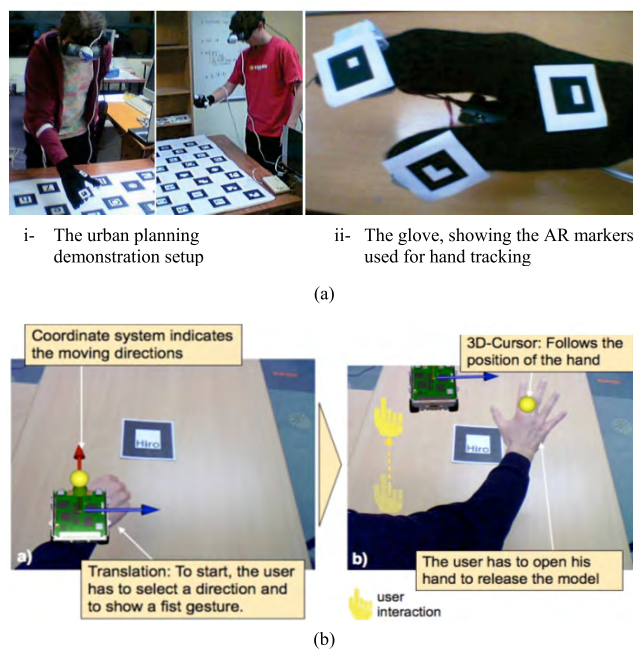 i- The urban planning
demonstration setup
ii- The glove, showing the AR markers
used for hand tracking
(a)
Coordinate system indicates
the moving directions
3D-Cursor: Follows the
position of the hand
Hiro
Hiro
a)
b)
Translation: To start, the user
has to select a direction and
to show a fist gesture.
The user has to open his
hand to release the model
user
interaction
(b)